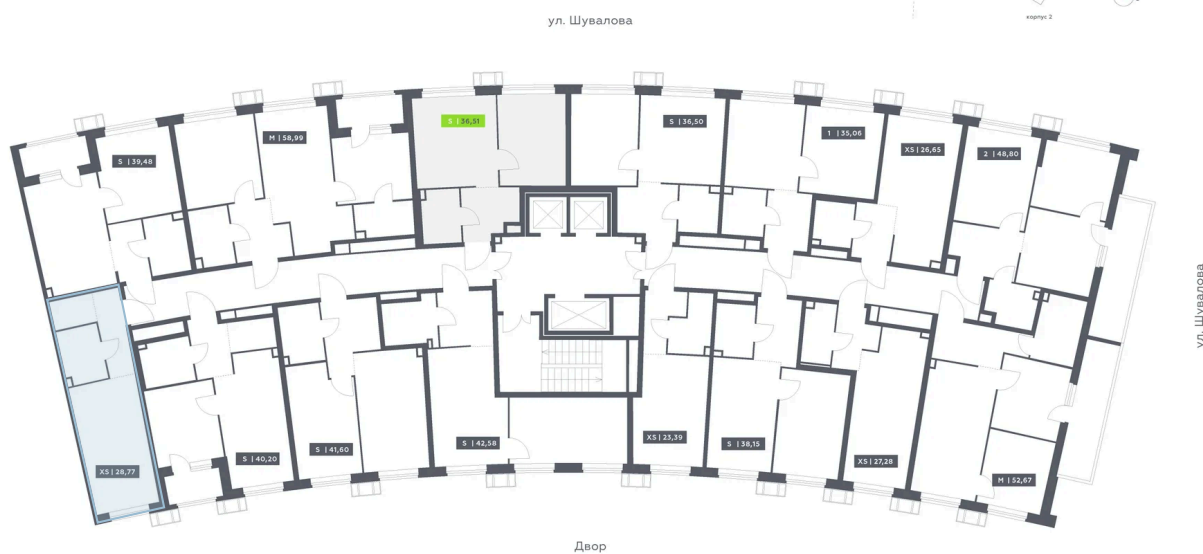 корпус 2
ул. Шувалова
S | 39,48
M | 58,99
S | 36,51
S | 36,50
1 | 35,06
XS | 26,65
2 | 48,80
ул. Шувалова
XS | 28,77
S | 40,20
S | 41,60
S | 42,58
XS | 23,39
S | 38,15
XS | 27,28
M | 52,67
Двор